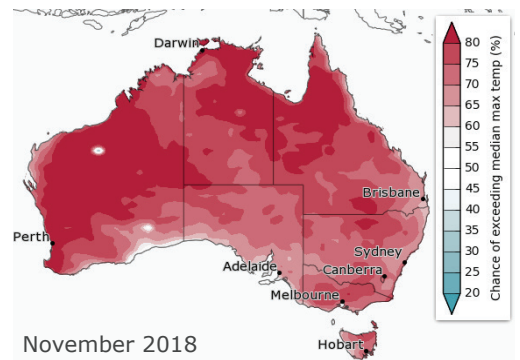 Darwin
Brisbane
Perth
Sydney
Adelaide
Canberra
Melbourne
Hobart
November 2018
80
75
70
65
60
55
50
45
40
35
30
25
20
Chance of exceeding median max temp (%)